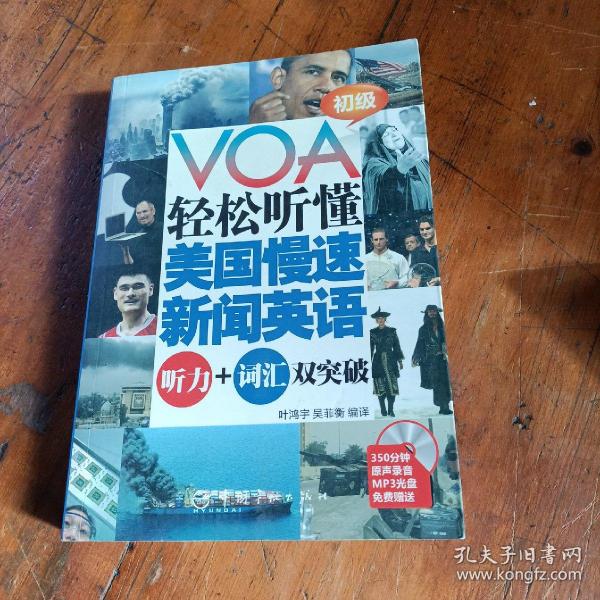 初级
VOA
轻松听懂
美国慢速
新闻英语
听力+词汇双突破
叶鸿宇 吴菲衡 编译
350分钟
原声录音
MP3光盘
免费赠送
HYUNDAI
孔夫子旧书网
www.kongfz.com